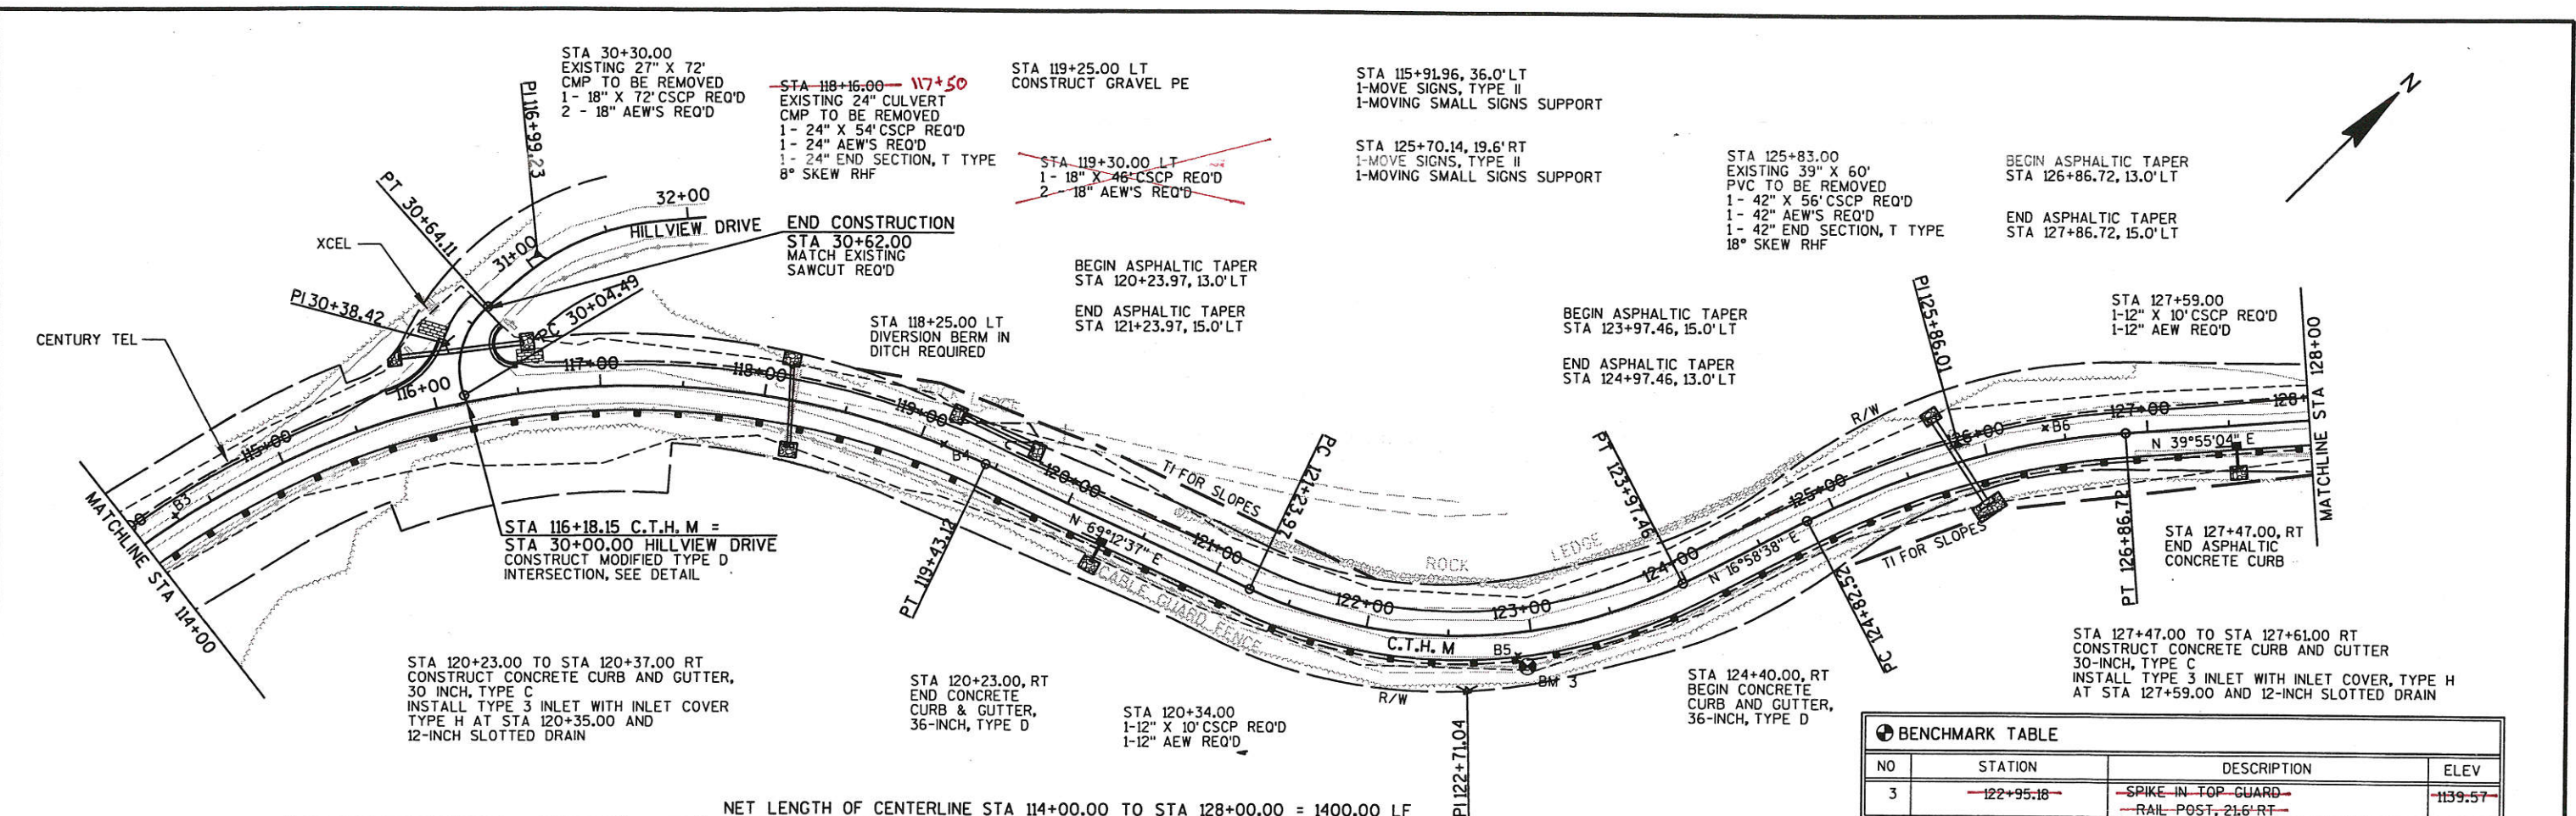 STA 30+30.00
EXISTING 27" X 72'
CMP TO BE REMOVED
1 - 18" X 72' CSCP REQ'D
2 - 18" AEW'S REQ'D
STA 118+16.00 117+50
EXISTING 24" CULVERT
CMP TO BE REMOVED
1 - 24" X 54' CSCP REQ'D
1 - 24" AEW'S REQ'D
1 - 24" END SECTION, T TYPE
8° SKEW RHF
STA 119+25.00 LT
CONSTRUCT GRAVEL PE
STA 119+30.00 LT
1 - 18" X 46' CSCP REQ'D
2 - 18" AEW'S REQ'D
STA 115+91.96, 36.0' LT
1-MOVE SIGNS, TYPE II
1-MOVING SMALL SIGNS SUPPORT
STA 125+70.14, 19.6' RT
1-MOVE SIGNS, TYPE II
1-MOVING SMALL SIGNS SUPPORT
STA 125+83.00
EXISTING 39" X 60'
PVC TO BE REMOVED
1 - 42" X 56' CSCP REQ'D
1 - 42" AEW'S REQ'D
1 - 42" END SECTION, T TYPE
18° SKEW RHF
BEGIN ASPHALTIC TAPER
STA 126+86.72, 13.0' LT
END ASPHALTIC TAPER
STA 127+86.72, 15.0' LT
N
PI 116+99.23
PT 30+64.11
32+00
HILLVIEW DRIVE
31+00
XCEL
END CONSTRUCTION
STA 30+62.00
MATCH EXISTING
SAWCUT REQ'D
PI 30+38.42
PC 30+04.49
CENTURY TEL
BEGIN ASPHALTIC TAPER
STA 120+23.97, 13.0' LT
END ASPHALTIC TAPER
STA 121+23.97, 15.0' LT
STA 118+25.00 LT
DIVERSION BERM IN
DITCH REQUIRED
BEGIN ASPHALTIC TAPER
STA 123+97.46, 15.0' LT
END ASPHALTIC TAPER
STA 124+97.46, 13.0' LT
PI 125+86.01
STA 127+59.00
1-12" X 10' CSCP REQ'D
1-12" AEW REQ'D
MATCHLINE STA 128+00
115+00
116+00
117+00
118+00
119+00
LEDGE
120+00
121+00
122+00
123+00
124+00
125+00
126+00
127+00
128+
B3
B4
B5
B6
R/W
TI FOR SLOPES
PC 121+23.97
PT 123+97.46
ROCK LEDGE
N 39°55'04" E
N 69°12'37" E
N 16°58'38" E
TI FOR SLOPES
MATCHLINE STA 114+00
STA 116+18.15 C.T.H. M =
STA 30+00.00 HILLVIEW DRIVE
CONSTRUCT MODIFIED TYPE D
INTERSECTION, SEE DETAIL
PT 119+43.12
CABLE GUARD FENCE
C.T.H. M
BM 3
R/W
PI 122+71.04
PC 124+82.52
PT 126+86.72
STA 127+47.00, RT
END ASPHALTIC
CONCRETE CURB
STA 120+23.00 TO STA 120+37.00 RT
CONSTRUCT CONCRETE CURB AND GUTTER,
30 INCH, TYPE C
INSTALL TYPE 3 INLET WITH INLET COVER
TYPE H AT STA 120+35.00 AND
12-INCH SLOTTED DRAIN
STA 120+23.00, RT
END CONCRETE
CURB & GUTTER,
36-INCH, TYPE D
STA 120+34.00
1-12" X 10' CSCP REQ'D
1-12" AEW REQ'D
STA 124+40.00, RT
BEGIN CONCRETE
CURB AND GUTTER,
36-INCH, TYPE D
STA 127+47.00 TO STA 127+61.00 RT
CONSTRUCT CONCRETE CURB AND GUTTER
30-INCH, TYPE C
INSTALL TYPE 3 INLET WITH INLET COVER, TYPE H
AT STA 127+59.00 AND 12-INCH SLOTTED DRAIN
BENCHMARK TABLE
NO STATION DESCRIPTION ELEV
3 122+95.18 SPIKE IN TOP GUARD 1139.57
RAIL POST, 21.6' RT
NET LENGTH OF CENTERLINE STA 114+00.00 TO STA 128+00.00 = 1400.00 LF